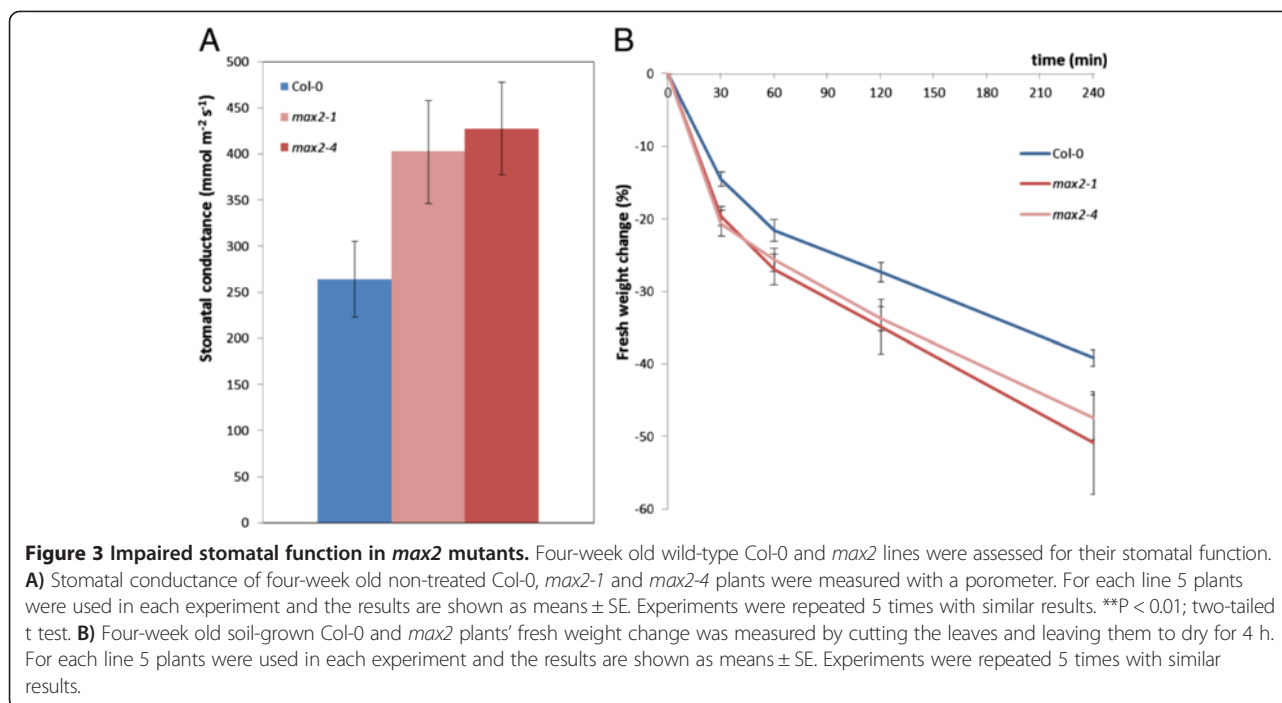 A
Stomatal conductance (mmol m⁻² s⁻¹)
500
450
400
350
300
250
200
150
100
50
0
Col-0
max2-1
max2-4
B
time (min)
0 30 60 90 120 150 180 210 240
Fresh weight change (%)
0
-10
-20
-30
-40
-50
-60
Col-0
max2-1
max2-4
Figure 3 Impaired stomatal function in max2 mutants. Four-week old wild-type Col-0 and max2 lines were assessed for their stomatal function.
A) Stomatal conductance of four-week old non-treated Col-0, max2-1 and max2-4 plants were measured with a porometer. For each line 5 plants
were used in each experiment and the results are shown as means ± SE. Experiments were repeated 5 times with similar results. **P < 0.01; two-tailed
t test. B) Four-week old soil-grown Col-0 and max2 plants' fresh weight change was measured by cutting the leaves and leaving them to dry for 4 h.
For each line 5 plants were used in each experiment and the results are shown as means ± SE. Experiments were repeated 5 times with similar
results.